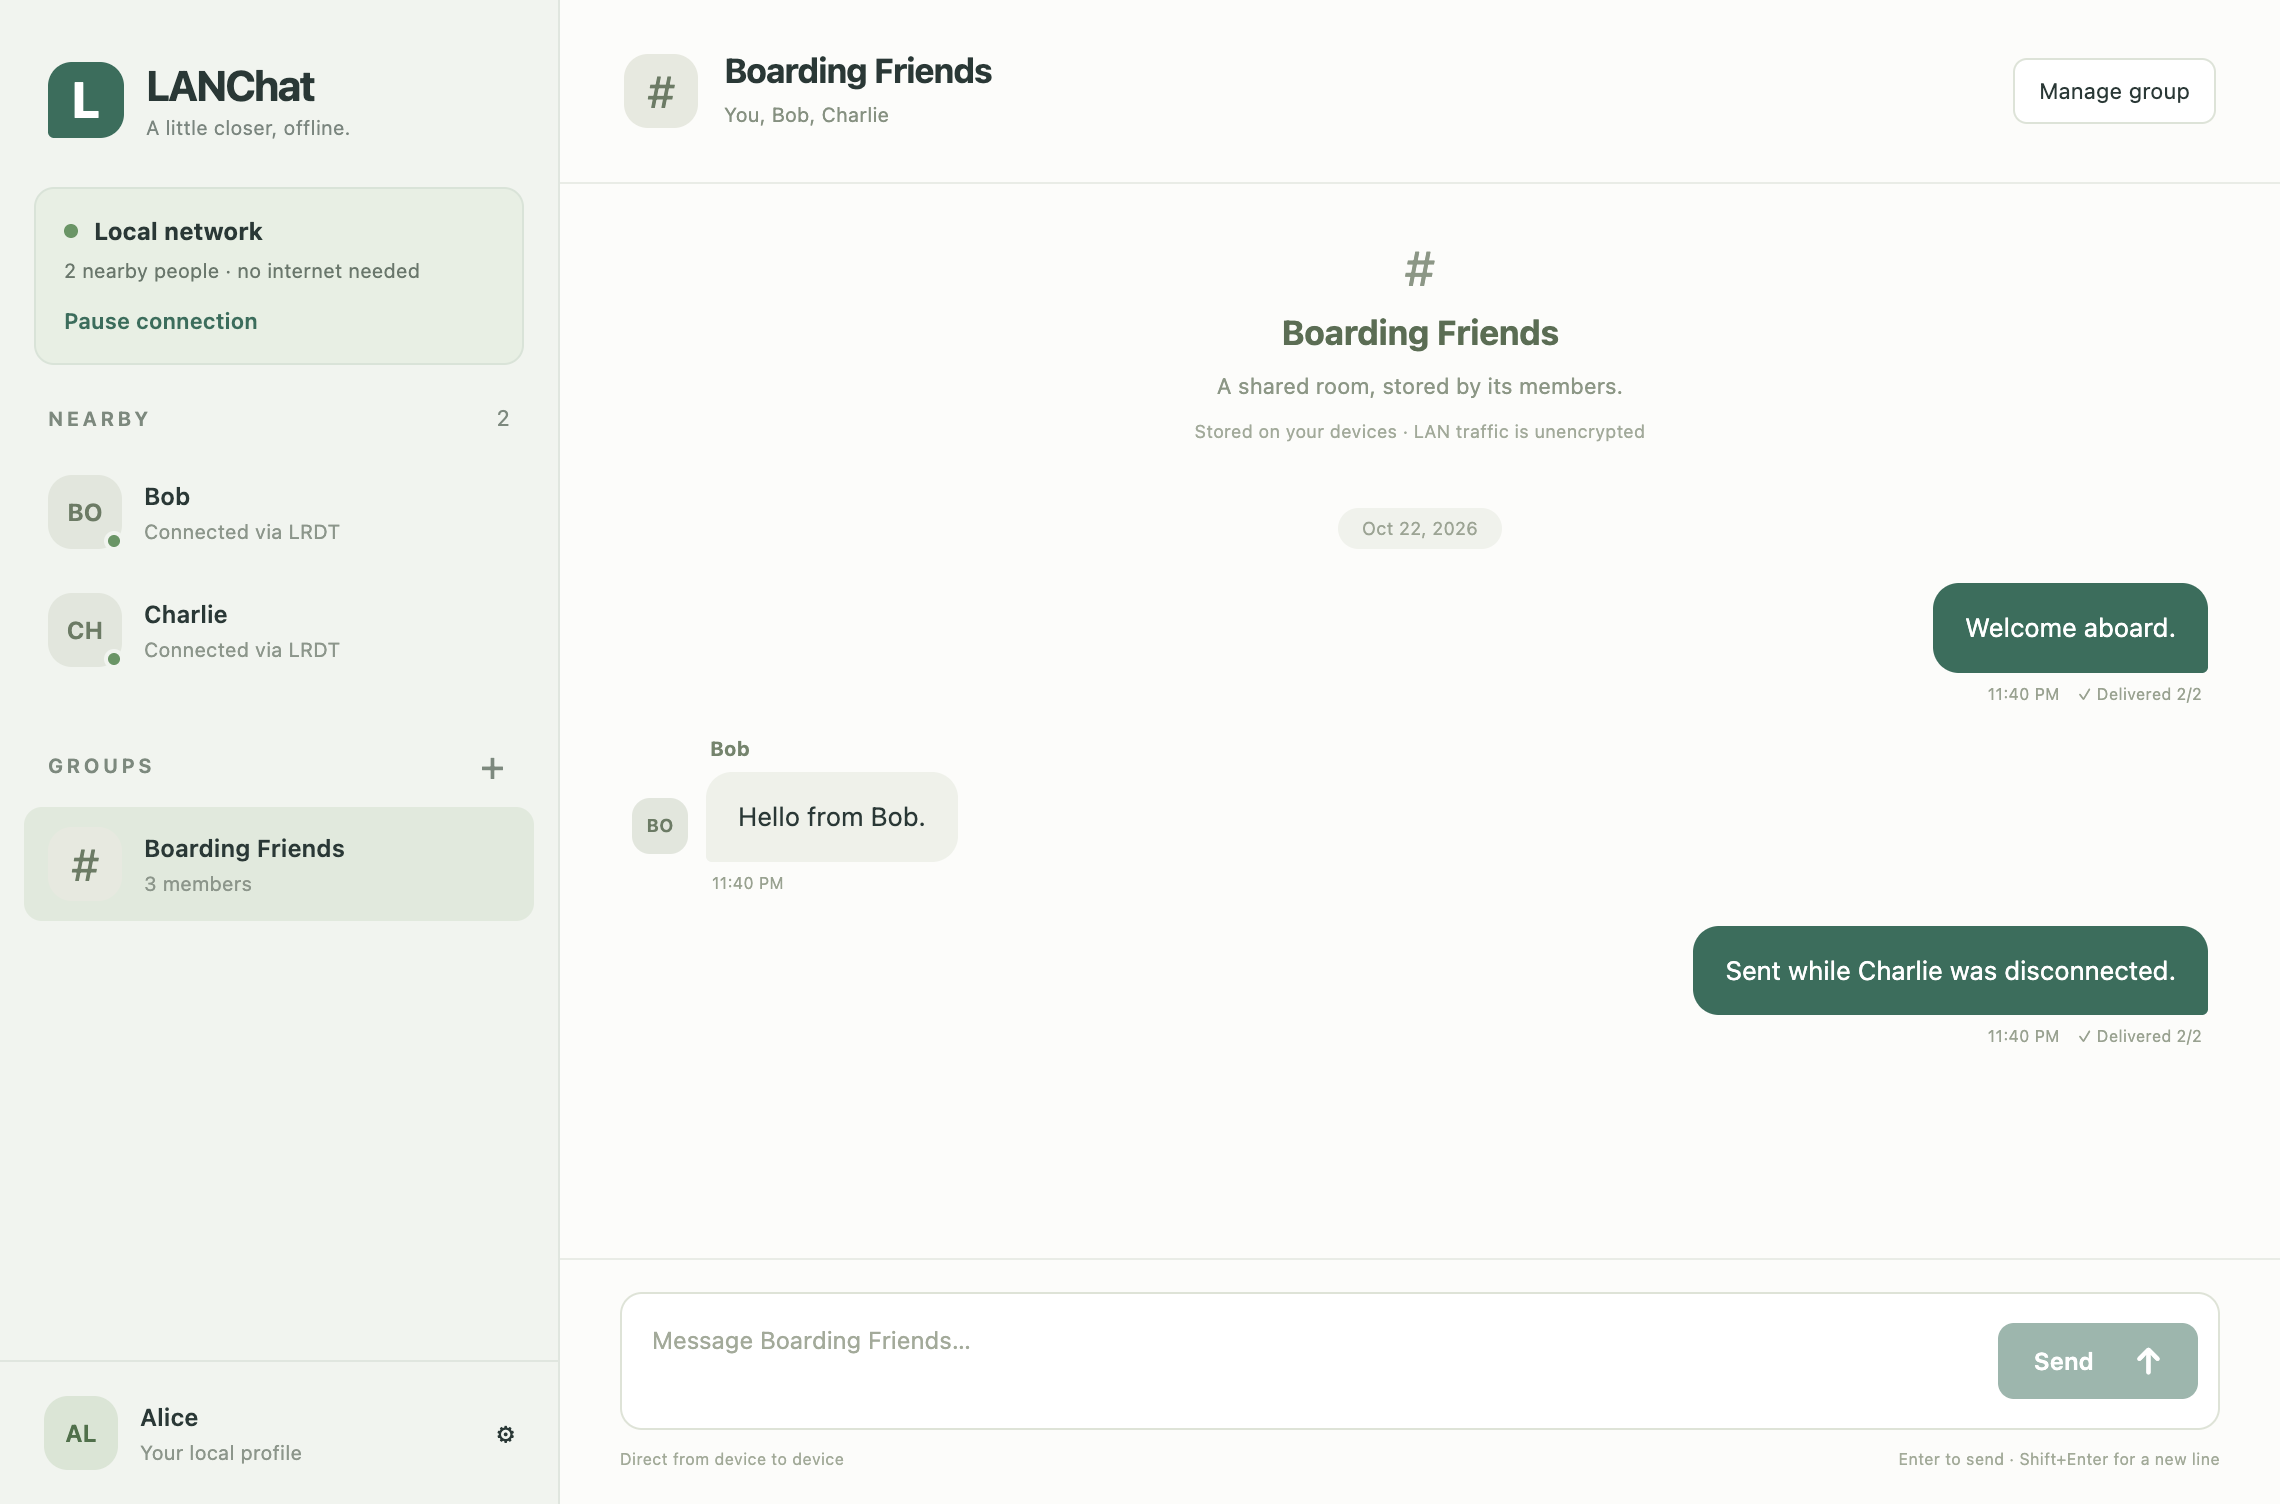 L
LANChat
A little closer, offline.
Local network
2 nearby people · no internet needed
Pause connection
NEARBY 2
BO
Bob
Connected via LRDT
CH
Charlie
Connected via LRDT
GROUPS +
#
Boarding Friends
3 members
AL
Alice
Your local profile
#
Boarding Friends
You, Bob, Charlie
Manage group
#
Boarding Friends
A shared room, stored by its members.
Stored on your devices · LAN traffic is unencrypted
Oct 22, 2026
Welcome aboard.
11:40 PM ✓ Delivered 2/2
Bob
BO
Hello from Bob.
11:40 PM
Sent while Charlie was disconnected.
11:40 PM ✓ Delivered 2/2
Message Boarding Friends...
Send ↑
Direct from device to device
Enter to send · Shift+Enter for a new line